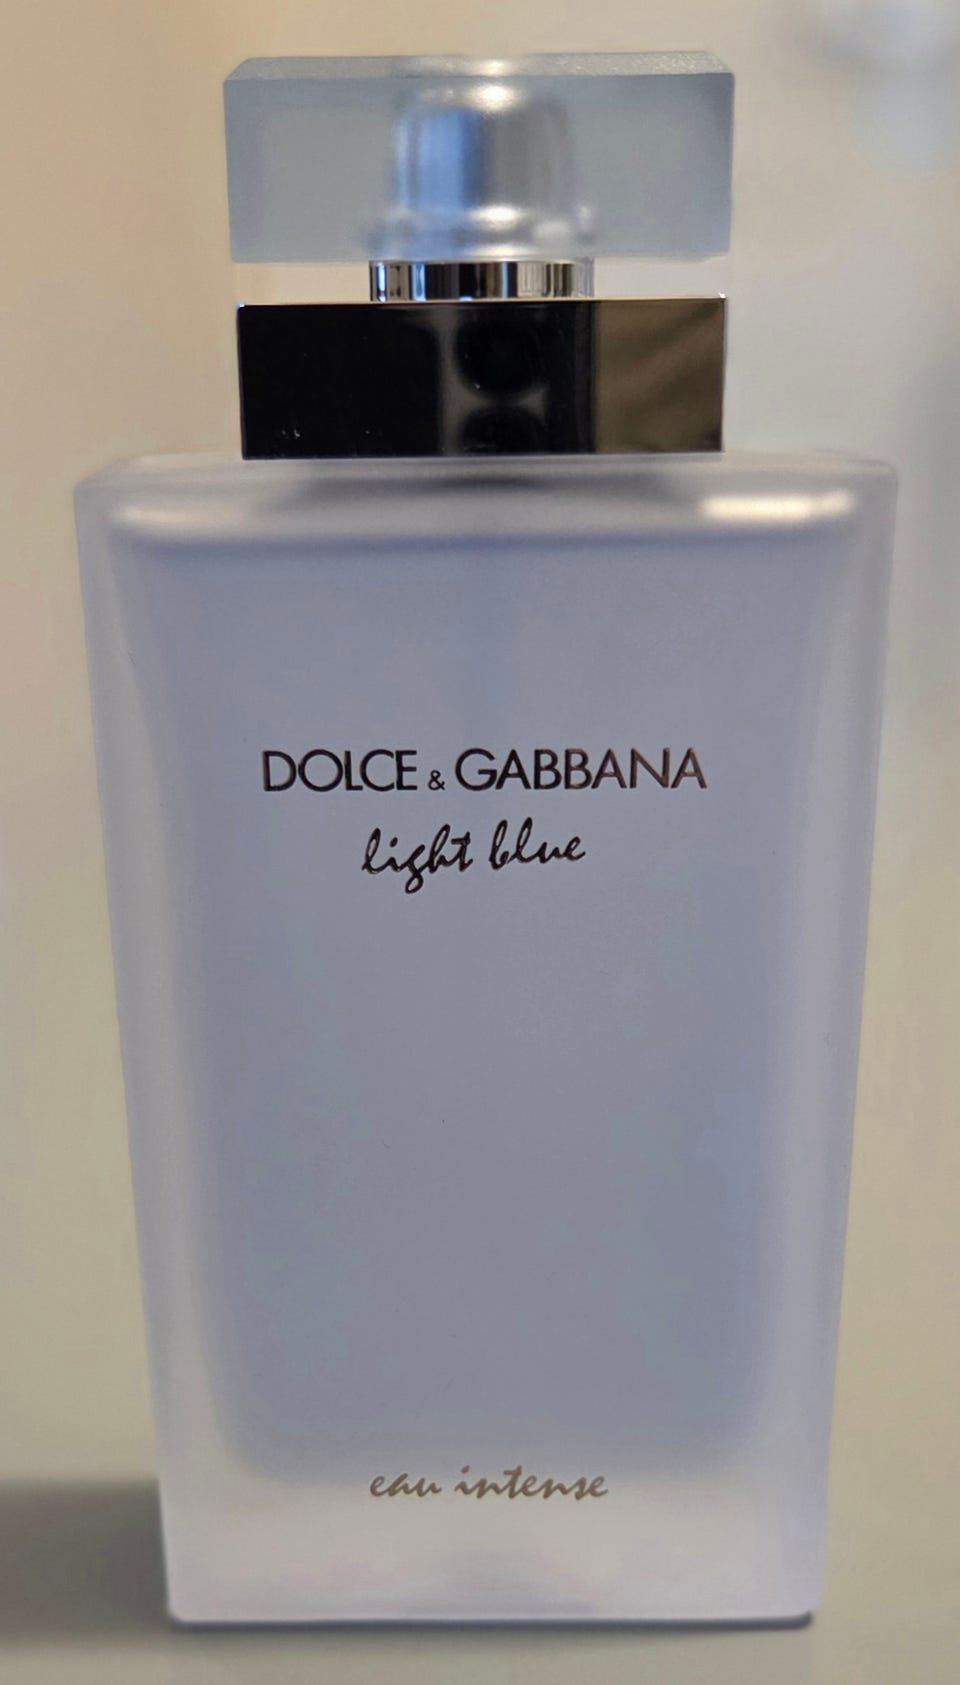 DOLCE & GABBANA
light blue
eau intense